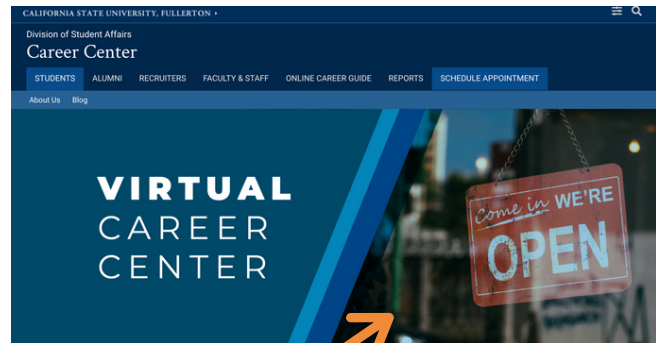 CALIFORNIA STATE UNIVERSITY, FULLERTON
Division of Student Affairs
Career Center
STUDENTS ALUMNI RECRUITERS FACULTY & STAFF ONLINE CAREER GUIDE REPORTS SCHEDULE APPOINTMENT
About Us Blog
VIRTUAL
CAREER
CENTER
Come in WE'RE
OPEN